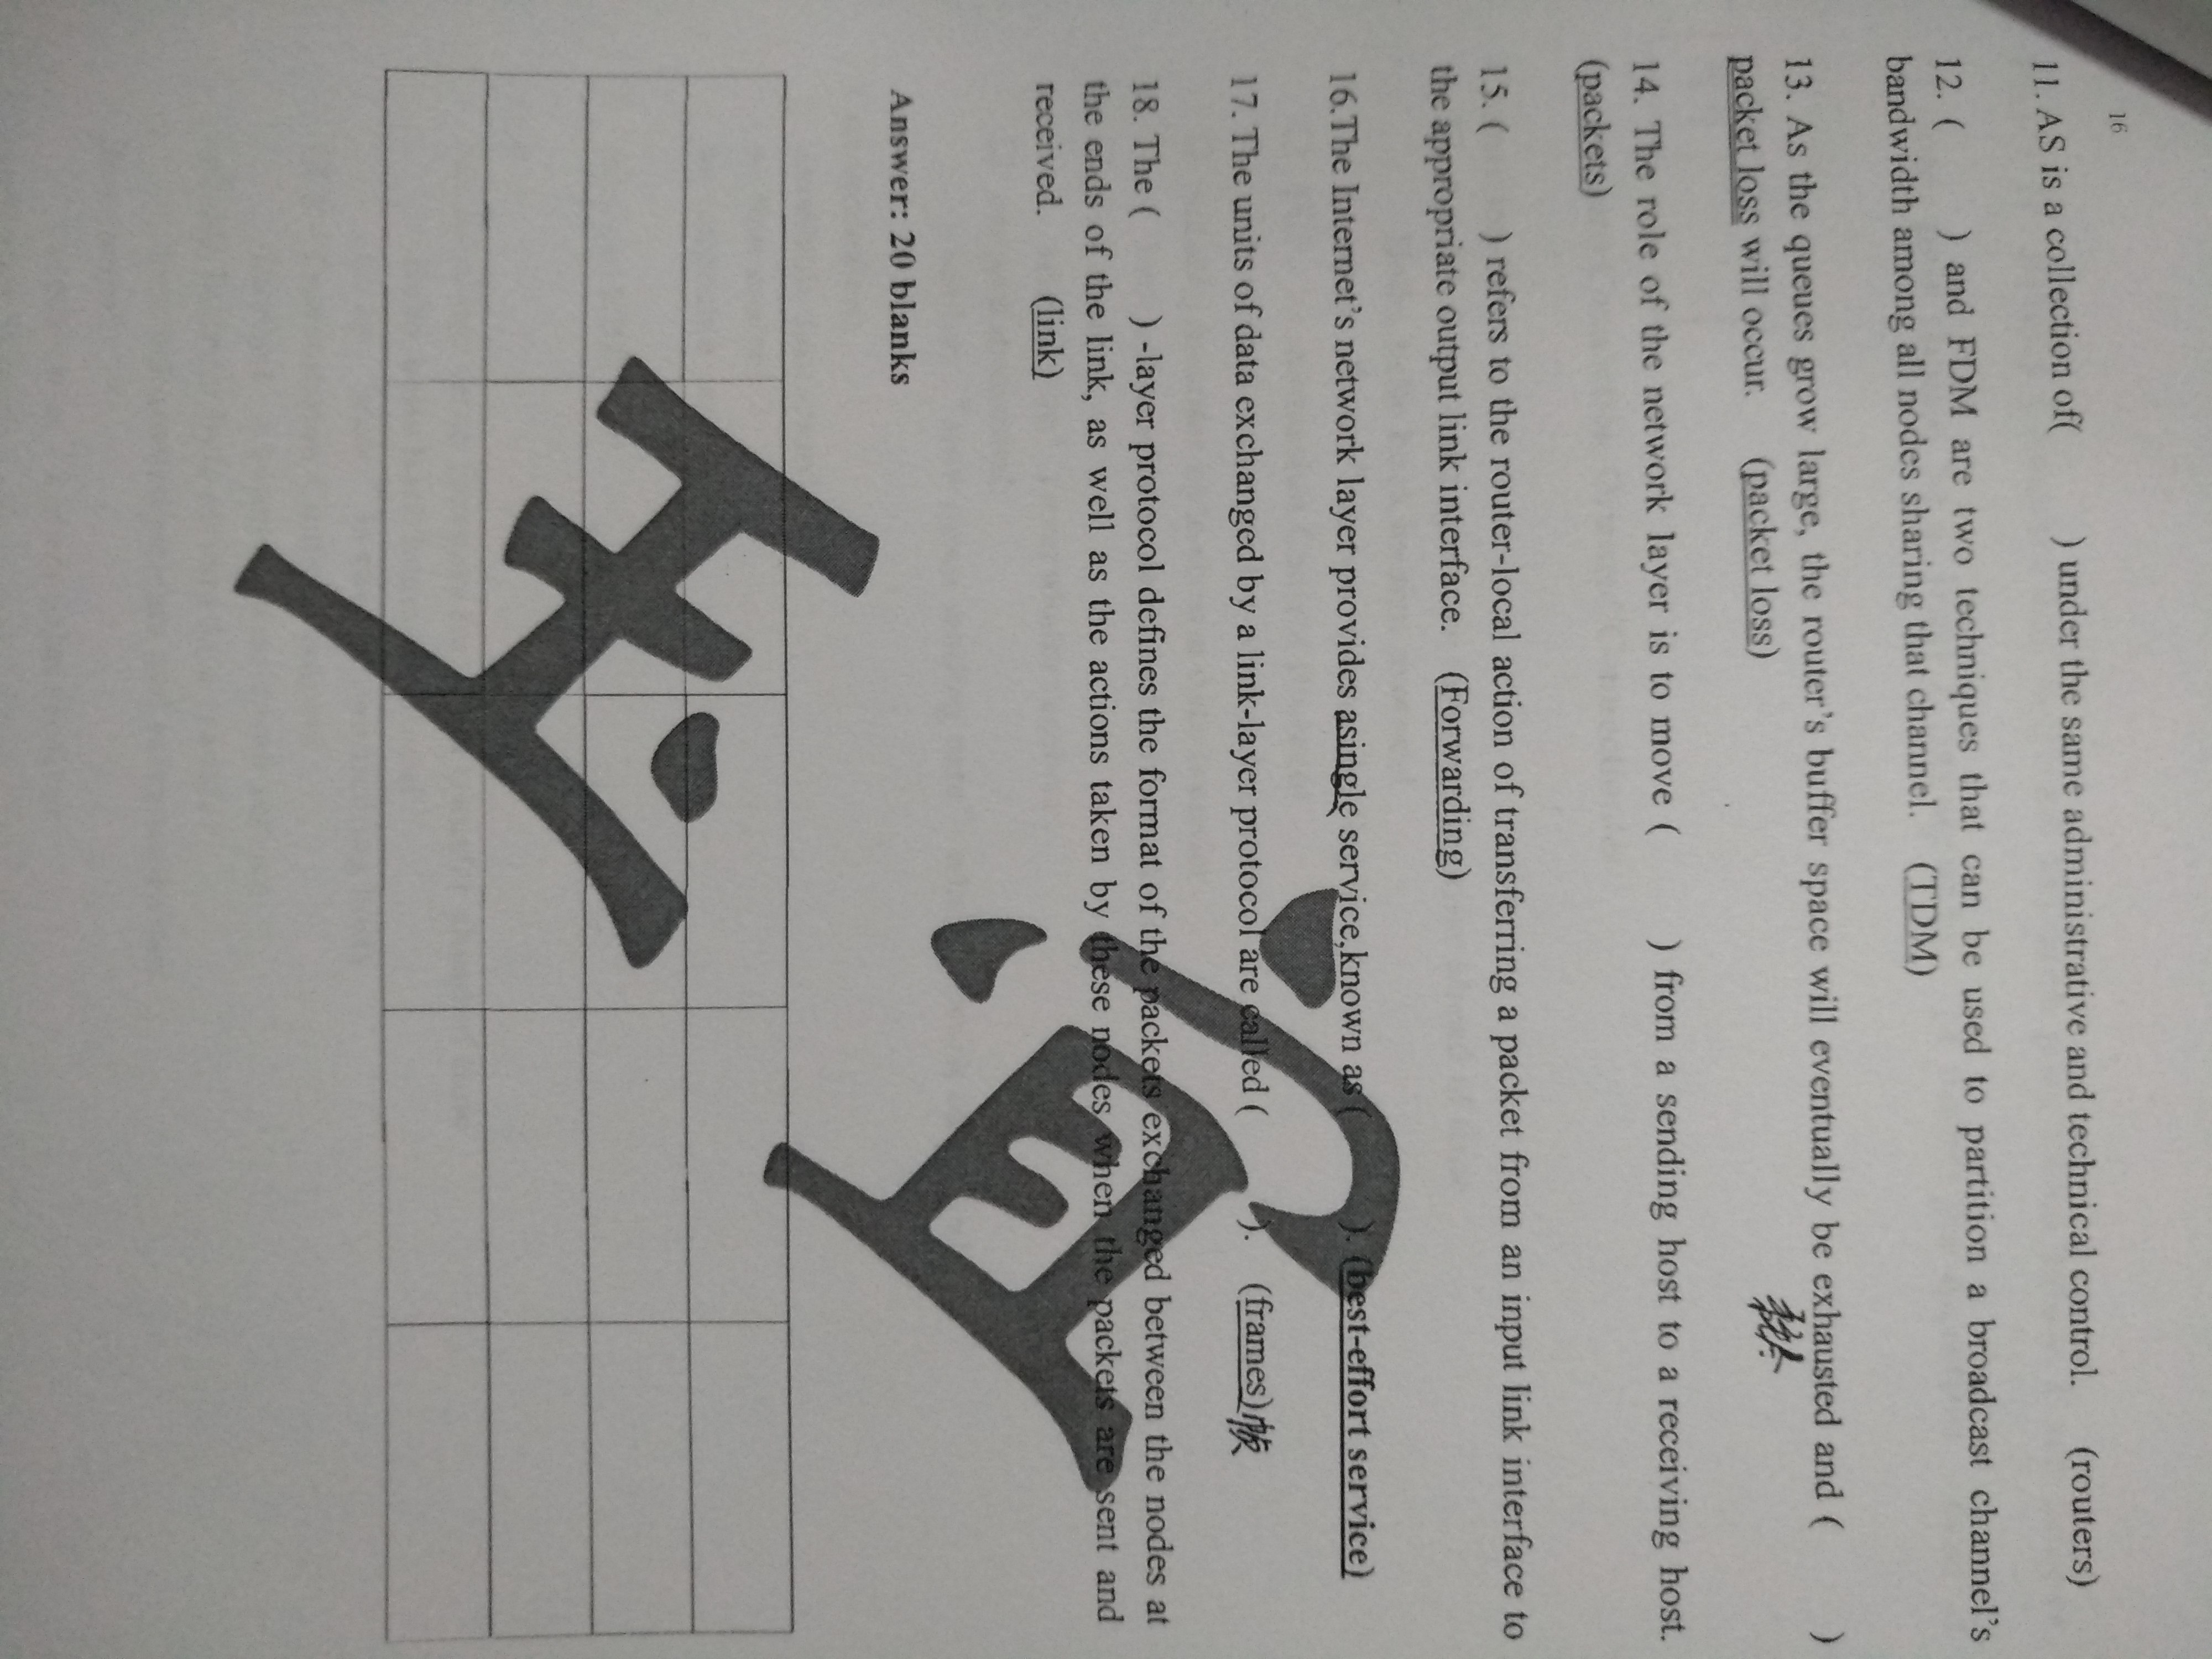 16
11. AS is a collection of( ) under the same administrative and technical control. (routers)
12. ( ) and FDM are two techniques that can be used to partition a broadcast channel's
bandwidth among all nodes sharing that channel. (TDM)
13. As the queues grow large, the router's buffer space will eventually be exhausted and ( )
packet loss will occur. (packet loss)
14. The role of the network layer is to move ( ) from a sending host to a receiving host.
(packets)
15. ( ) refers to the router-local action of transferring a packet from an input link interface to
the appropriate output link interface. (Forwarding)
16.The Internet's network layer provides asingle service,known as ( ). (best-effort service)
17. The units of data exchanged by a link-layer protocol are called ( ). (frames) 帧
18. The ( ) -layer protocol defines the format of the packets exchanged between the nodes at
the ends of the link, as well as the actions taken by these nodes when the packets are sent and
received. (link)
Answer: 20 blanks